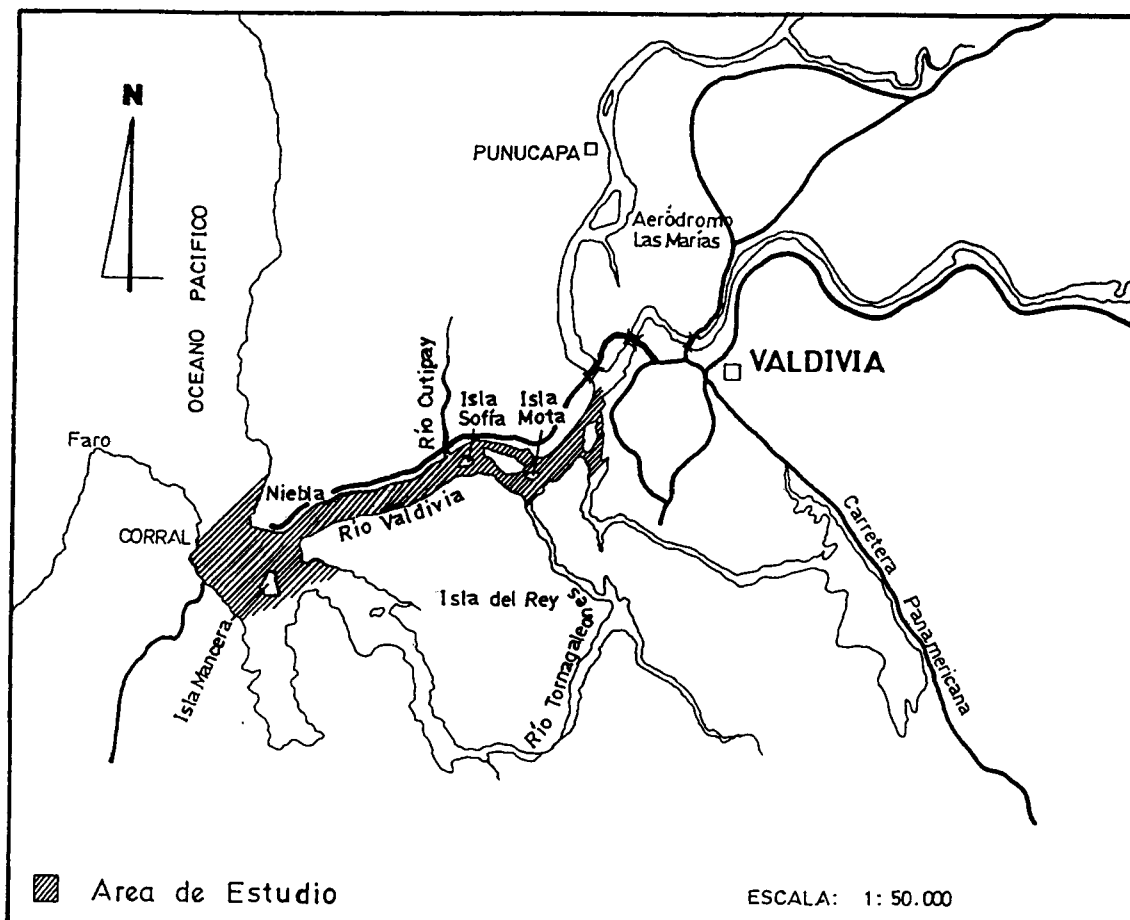 N
OCEANO PACIFICO
PUNUCAPA
Aeródromo
Las Marías
VALDIVIA
Río Cutipay
Isla
Sofía
Isla
Mota
Faro
Niebla
Río Valdivia
CORRAL
Isla del Rey
Isla Mancera
Río Tornagaleones
Carretera Panamericana
Area de Estudio
ESCALA: 1:50.000